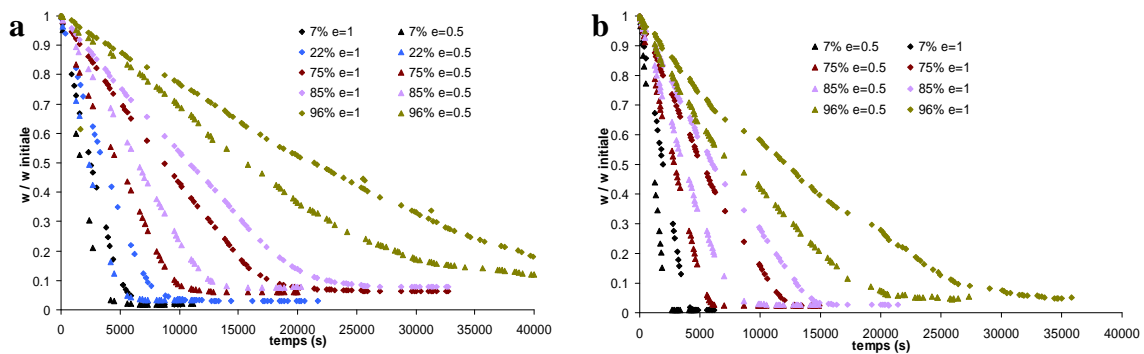 a
w / w initiale
1
0.9
0.8
0.7
0.6
0.5
0.4
0.3
0.2
0.1
0
0 5000 10000 15000 20000 25000 30000 35000 40000
temps (s)
7% e=1 7% e=0.5
22% e=1 22% e=0.5
75% e=1 75% e=0.5
85% e=1 85% e=0.5
96% e=1 96% e=0.5
b
w / w initiale
1
0.9
0.8
0.7
0.6
0.5
0.4
0.3
0.2
0.1
0
0 5000 10000 15000 20000 25000 30000 35000 40000
temps (s)
7% e=0.5 7% e=1
75% e=0.5 75% e=1
85% e=0.5 85% e=1
96% e=0.5 96% e=1